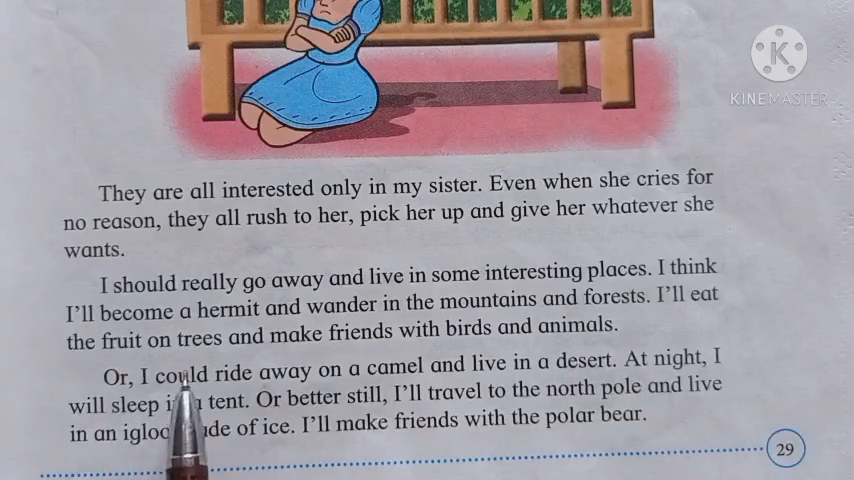 K
KINEMASTER
They are all interested only in my sister. Even when she cries for
no reason, they all rush to her, pick her up and give her whatever she
wants.
I should really go away and live in some interesting places. I think
I'll become a hermit and wander in the mountains and forests. I'll eat
the fruit on trees and make friends with birds and animals.
Or, I could ride away on a camel and live in a desert. At night, I
will sleep tent. Or better still, I'll travel to the north pole and live
in an of ice. I'll make friends with the polar bear.
29